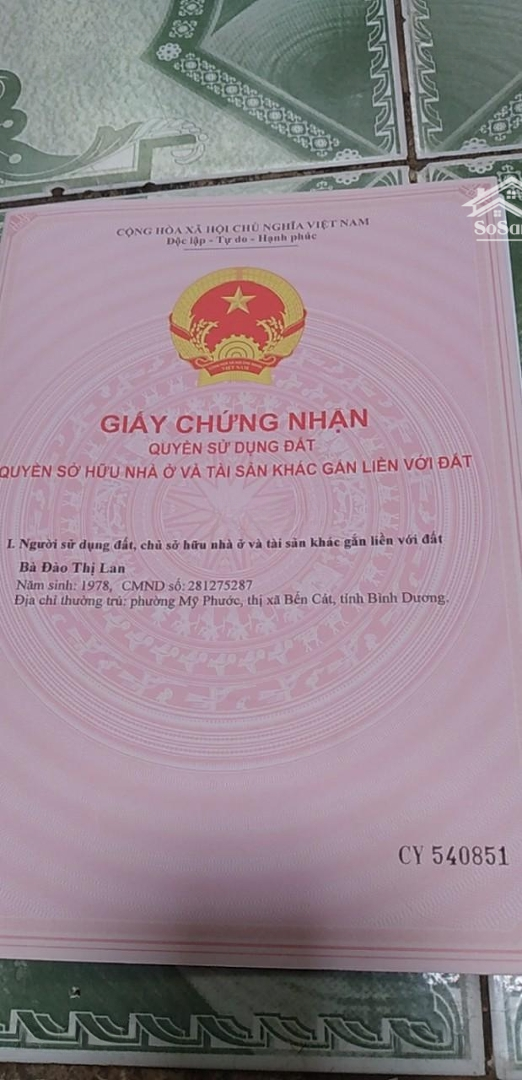 CỘNG HÒA XÃ HỘI CHỦ NGHĨA VIỆT NAM
Độc lập - Tự do - Hạnh phúc
VIỆT NAM
GIẤY CHỨNG NHẬN
QUYỀN SỬ DỤNG ĐẤT
QUYỀN SỞ HỮU NHÀ Ở VÀ TÀI SẢN KHÁC GẮN LIỀN VỚI ĐẤT
I. Người sử dụng đất, chủ sở hữu nhà ở và tài sản khác gắn liền với đất
Bà Đào Thị Lan
Năm sinh: 1978, CMND số: 281275287
Địa chỉ thường trú: phường Mỹ Phước, thị xã Bến Cát, tỉnh Bình Dương.
CY 540851